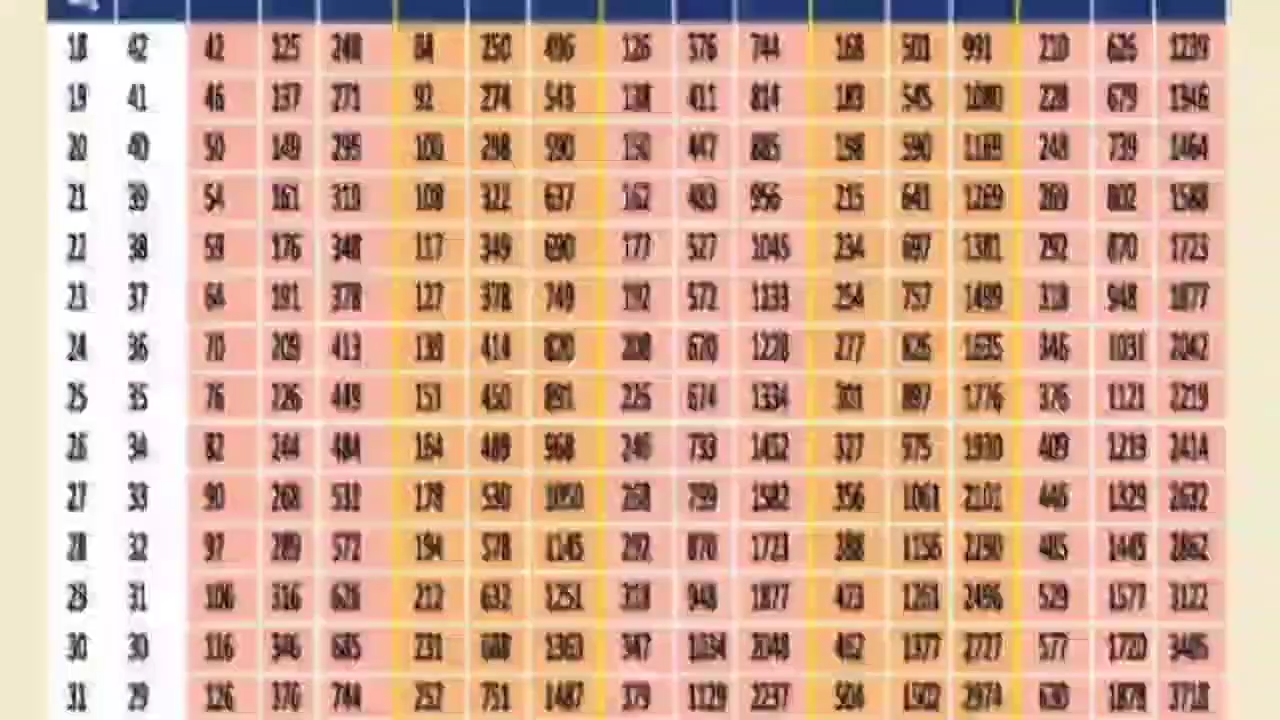 18 42 42 125 248 84 250 496 126 376 744 168 501 991 210 626 1239
19 41 46 137 271 92 274 543 138 411 814 183 545 1080 228 679 1346
20 40 50 149 295 100 298 590 150 447 885 198 590 1169 248 739 1464
21 39 54 161 319 108 322 637 162 483 956 215 641 1269 269 802 1588
22 38 59 176 348 117 349 690 177 527 1045 234 697 1381 292 870 1723
23 37 64 191 378 127 378 749 192 572 1133 254 757 1499 318 948 1877
24 36 70 209 413 139 414 820 208 620 1228 277 826 1635 346 1031 2042
25 35 76 226 449 151 450 891 226 674 1334 301 897 1776 376 1121 2219
26 34 82 244 484 164 489 968 246 733 1452 327 975 1930 409 1219 2414
27 33 90 268 531 178 530 1050 268 799 1582 356 1061 2101 446 1329 2632
28 32 97 289 572 194 578 1145 292 870 1723 388 1156 2290 485 1445 2862
29 31 106 316 626 212 632 1251 318 948 1877 423 1261 2496 529 1577 3122
30 30 116 346 685 231 688 1363 347 1034 2048 462 1377 2727 577 1720
31 29 126 376 744 252 751 1487 379 1129 2237 504 1502 2974 630 1878 3718